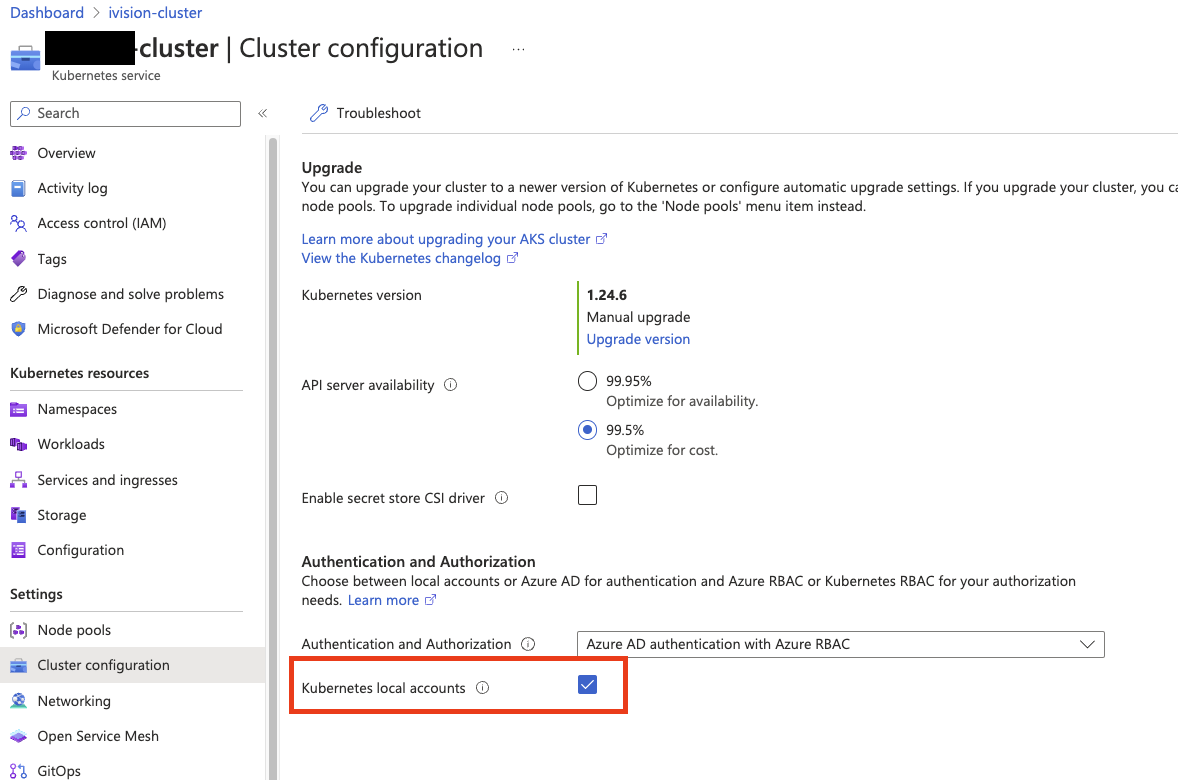 Dashboard > ivision-cluster
-cluster | Cluster configuration ...
Kubernetes service
Search
«
Troubleshoot
Overview
Activity log
Access control (IAM)
Tags
Diagnose and solve problems
Microsoft Defender for Cloud
Kubernetes resources
Namespaces
Workloads
Services and ingresses
Storage
Configuration
Settings
Node pools
Cluster configuration
Networking
Open Service Mesh
GitOps
Upgrade
You can upgrade your cluster to a newer version of Kubernetes or configure automatic upgrade settings. If you upgrade your cluster, you ca
node pools. To upgrade individual node pools, go to the 'Node pools' menu item instead.
Learn more about upgrading your AKS cluster
View the Kubernetes changelog
Kubernetes version
1.24.6
Manual upgrade
Upgrade version
API server availability
99.95%
Optimize for availability.
99.5%
Optimize for cost.
Enable secret store CSI driver
Authentication and Authorization
Choose between local accounts or Azure AD for authentication and Azure RBAC or Kubernetes RBAC for your authorization
needs. Learn more
Authentication and Authorization
Azure AD authentication with Azure RBAC
Kubernetes local accounts